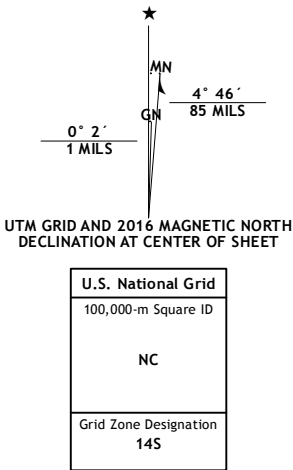 ★
MN
GN
4° 46´
85 MILS
0° 2´
1 MILS
UTM GRID AND 2016 MAGNETIC NORTH
DECLINATION AT CENTER OF SHEET
U.S. National Grid
100,000-m Square ID
NC
Grid Zone Designation
14S